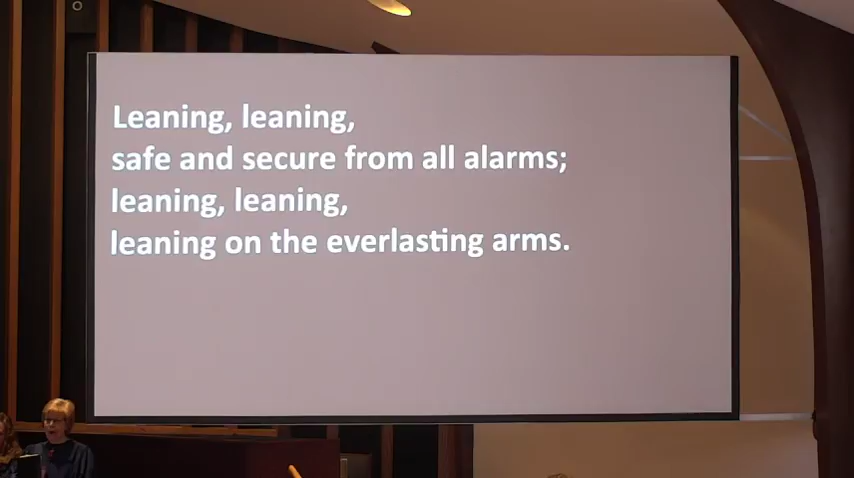 Leaning, leaning,
safe and secure from all alarms;
leaning, leaning,
leaning on the everlasting arms.